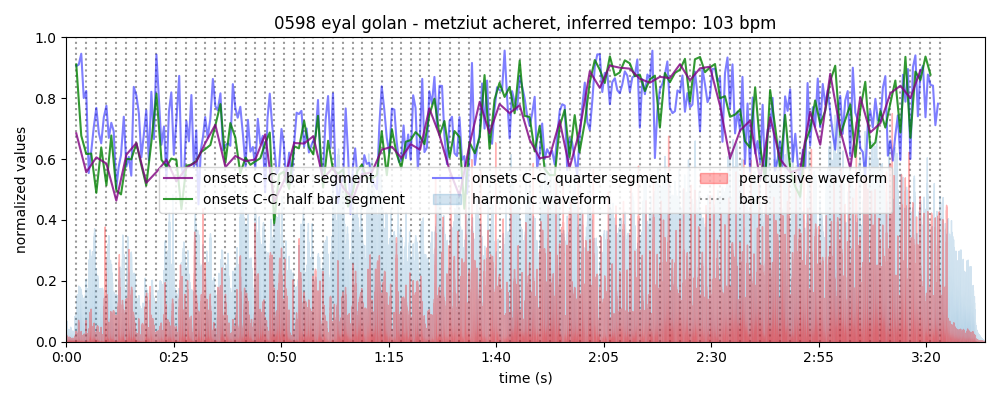 0598 eyal golan - metziut acheret, inferred tempo: 103 bpm
1.0
0.8
0.6
0.4
0.2
0.0
normalized values
onsets C-C, bar segment
onsets C-C, half bar segment
onsets C-C, quarter segment
harmonic waveform
percussive waveform
bars
0:00 0:25 0:50 1:15 1:40 2:05 2:30 2:55 3:20
time (s)